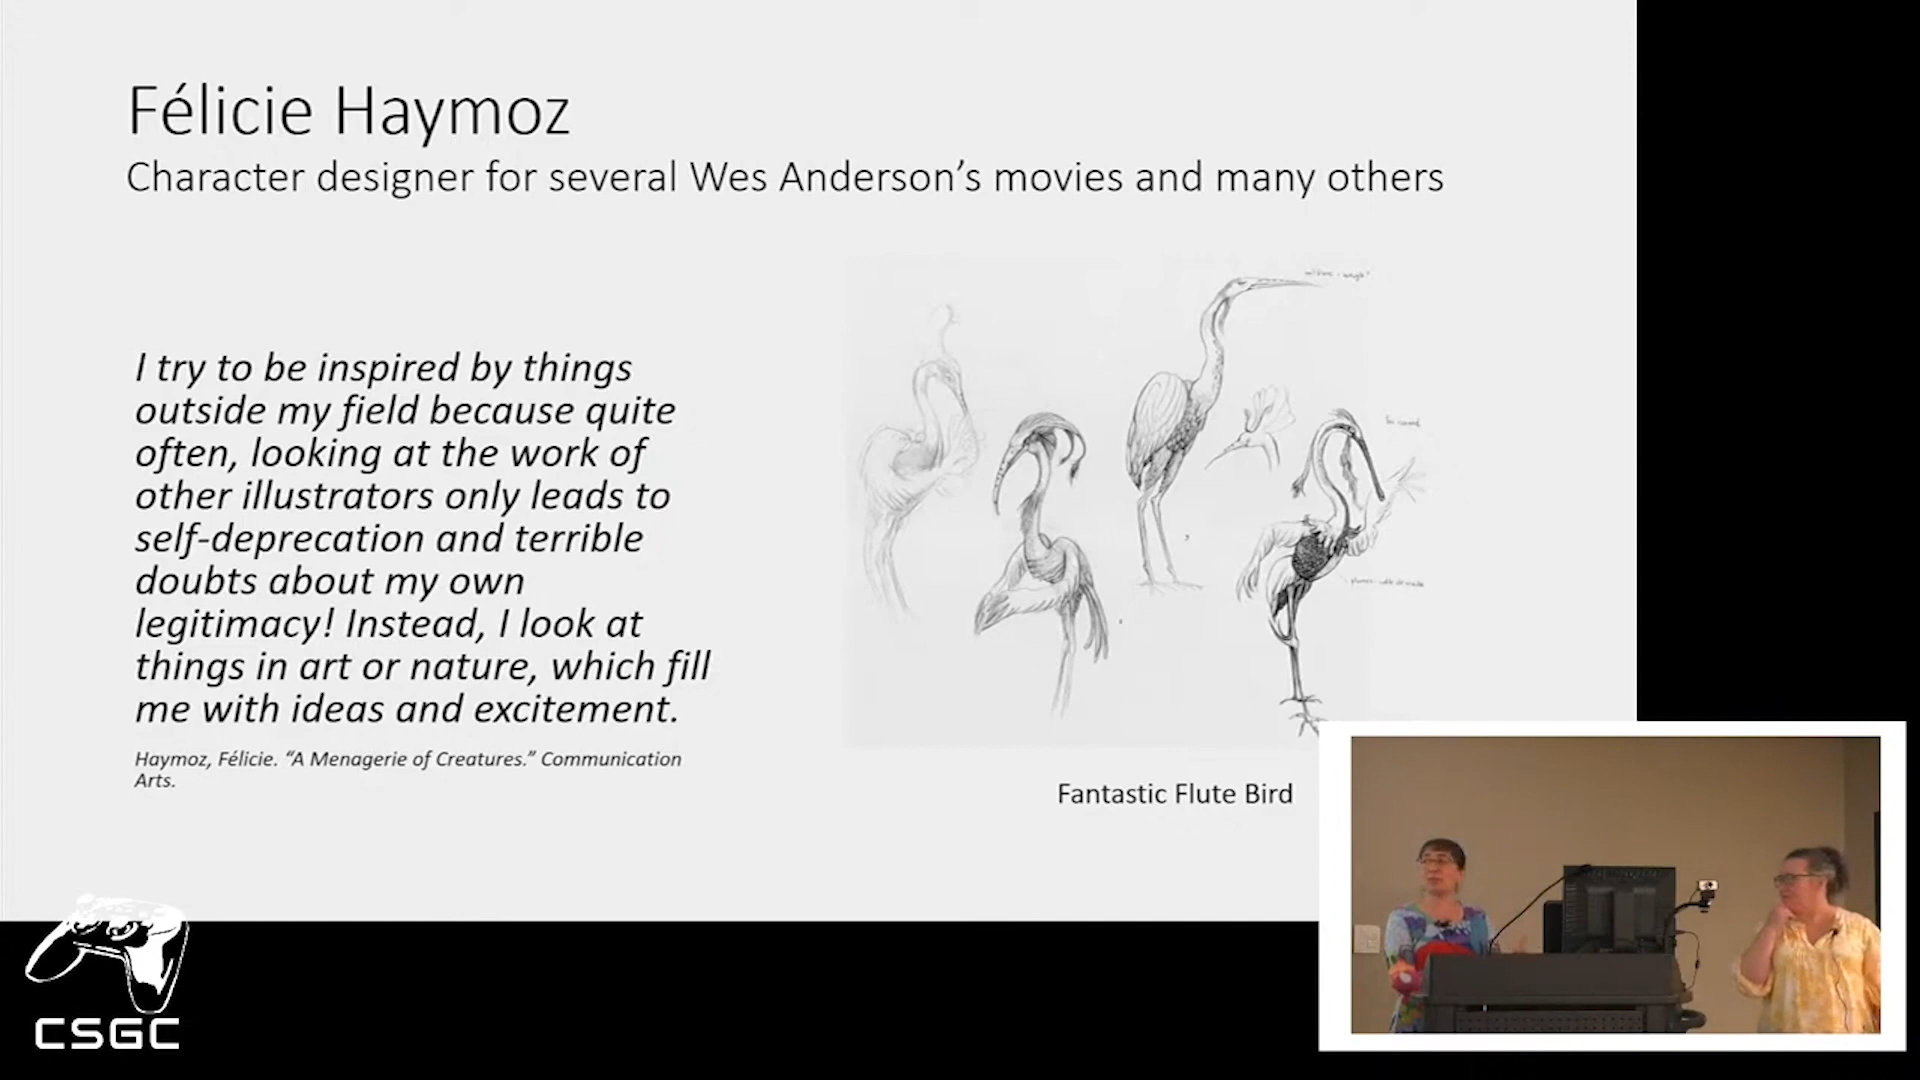 Félicie Haymoz
Character designer for several Wes Anderson’s movies and many others
I try to be inspired by things
outside my field because quite
often, looking at the work of
other illustrators only leads to
self-deprecation and terrible
doubts about my own
legitimacy! Instead, I look at
things in art or nature, which fill
me with ideas and excitement.
Haymoz, Félicie. “A Menagerie of Creatures.” Communication
Arts.
Fantastic Flute Bird
CSGC